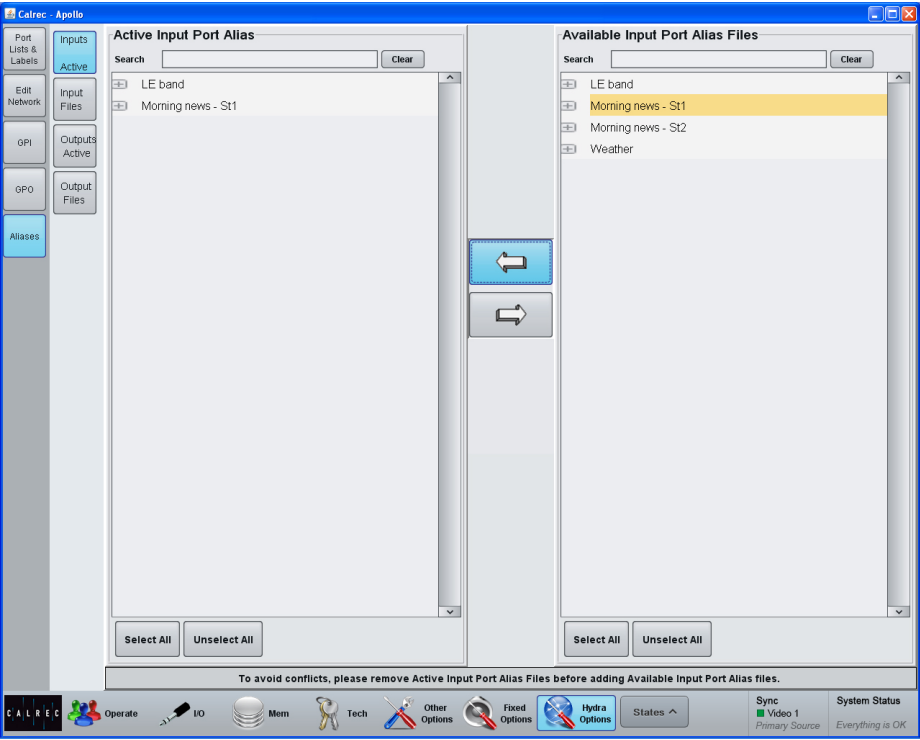 Calrec - Apollo
Port
Lists &
Labels
Edit
Network
GPI
GPO
Aliases
Inputs
Active
Input
Files
Outputs
Active
Output
Files
Active Input Port Alias
Search
Clear
LE band
Morning news - St1
Select All
Unselect All
Available Input Port Alias Files
Search
Clear
LE band
Morning news - St1
Morning news - St2
Weather
Select All
Unselect All
To avoid conflicts, please remove Active Input Port Alias Files before adding Available Input Port Alias files.
CALREC
Operate
I/O
Mem
Tech
Other
Options
Fixed
Options
Hydra
Options
States
Sync
Video 1
Primary Source
System Status
Everything is OK